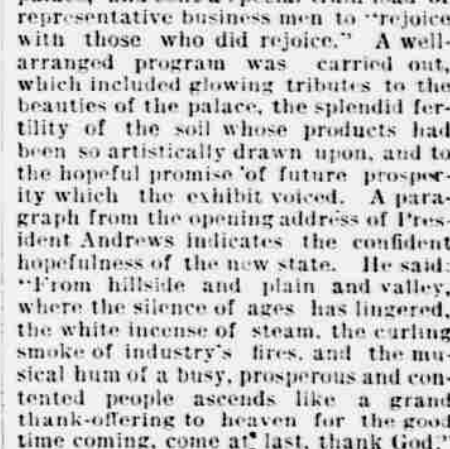 representative business men to "rejoice
with those who did rejoice." A well-
arranged program was carried out,
which included glowing tributes to the
beauties of the palace, the splendid fer-
tility of the soil whose products had
been so artistically drawn upon, and to
the hopeful promise of future prosper-
ity which the exhibit voiced. A para-
graph from the opening address of Pres-
ident Andrews indicates the confident
hopefulness of the new state. He said:
"From hillside and plain and valley,
where the silence of ages has lingered,
the white incense of steam, the curling
smoke of industry's fires, and the mu-
sical hum of a busy, prosperous and con-
tented people ascends like a grand
thank-offering to heaven for the good
time coming, come at last, thank God."